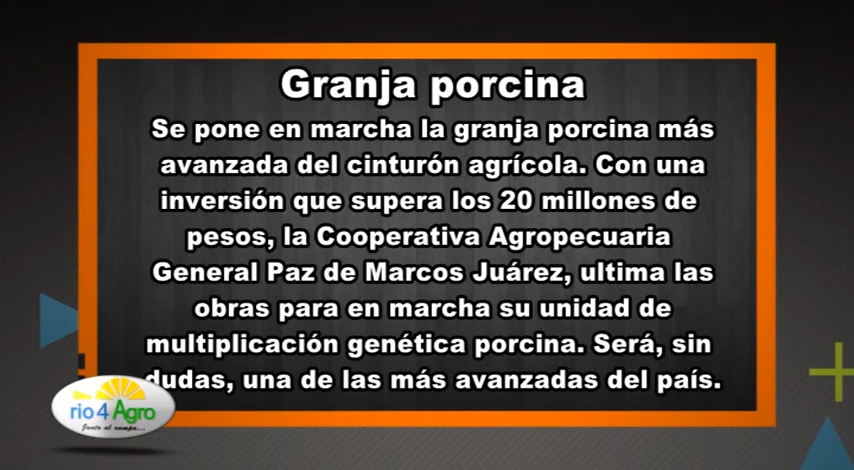 Granja porcina
Se pone en marcha la granja porcina más
avanzada del cinturón agrícola. Con una
inversión que supera los 20 millones de
pesos, la Cooperativa Agropecuaria
General Paz de Marcos Juárez, ultima las
obras para en marcha su unidad de
multiplicación genética porcina. Será, sin
dudas, una de las más avanzadas del país.
rio 4 Agro
Junto al campo...